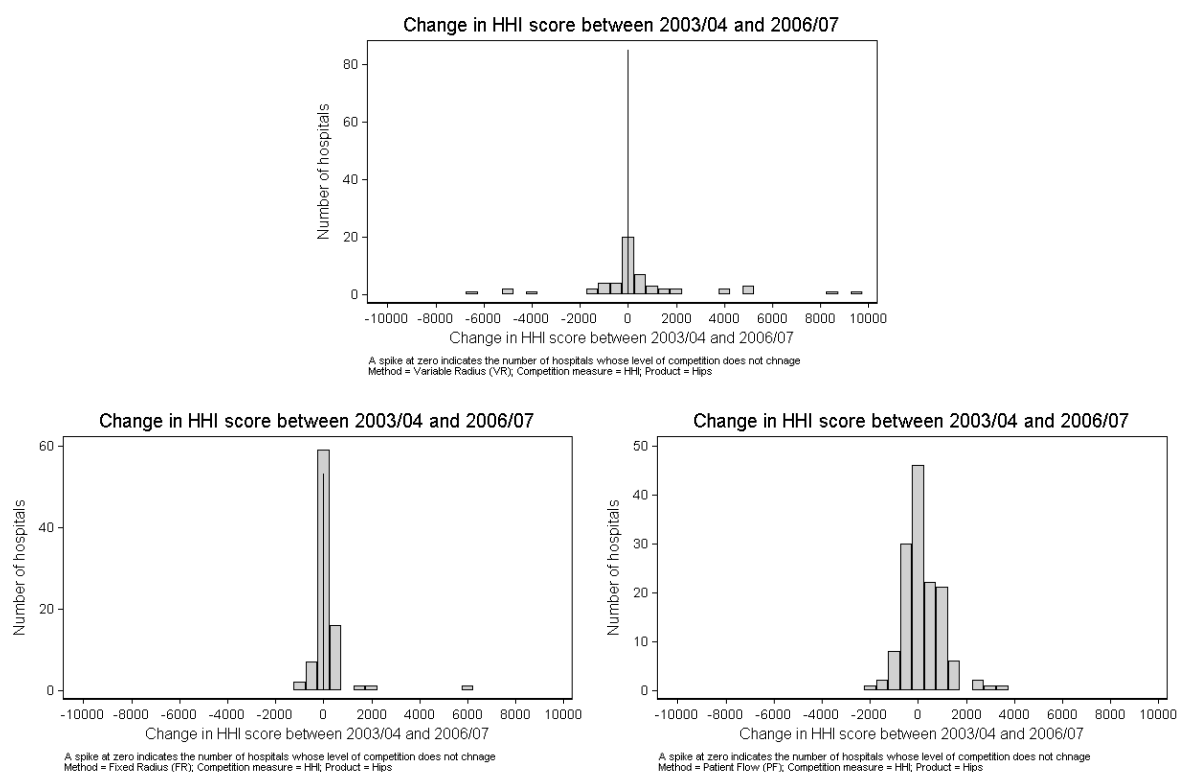 Change in HHI score between 2003/04 and 2006/07
Number of hospitals
80
60
40
20
0
-10000 -8000 -6000 -4000 -2000 0 2000 4000 6000 8000 10000
Change in HHI score between 2003/04 and 2006/07
A spike at zero indicates the number of hospitals whose level of competition does not chnage
Method = Variable Radius (VR); Competition measure = HHI; Product = Hips
Change in HHI score between 2003/04 and 2006/07
Number of hospitals
60
40
20
0
-10000 -8000 -6000 -4000 -2000 0 2000 4000 6000 8000 10000
Change in HHI score between 2003/04 and 2006/07
A spike at zero indicates the number of hospitals whose level of competition does not chnage
Method = Fixed Radius (FR); Competition measure = HHI; Product = Hips
Change in HHI score between 2003/04 and 2006/07
Number of hospitals
50
40
30
20
10
0
-10000 -8000 -6000 -4000 -2000 0 2000 4000 6000 8000 10000
Change in HHI score between 2003/04 and 2006/07
A spike at zero indicates the number of hospitals whose level of competition does not chnage
Method = Patient Flow (PF); Competition measure = HHI; Product = Hips